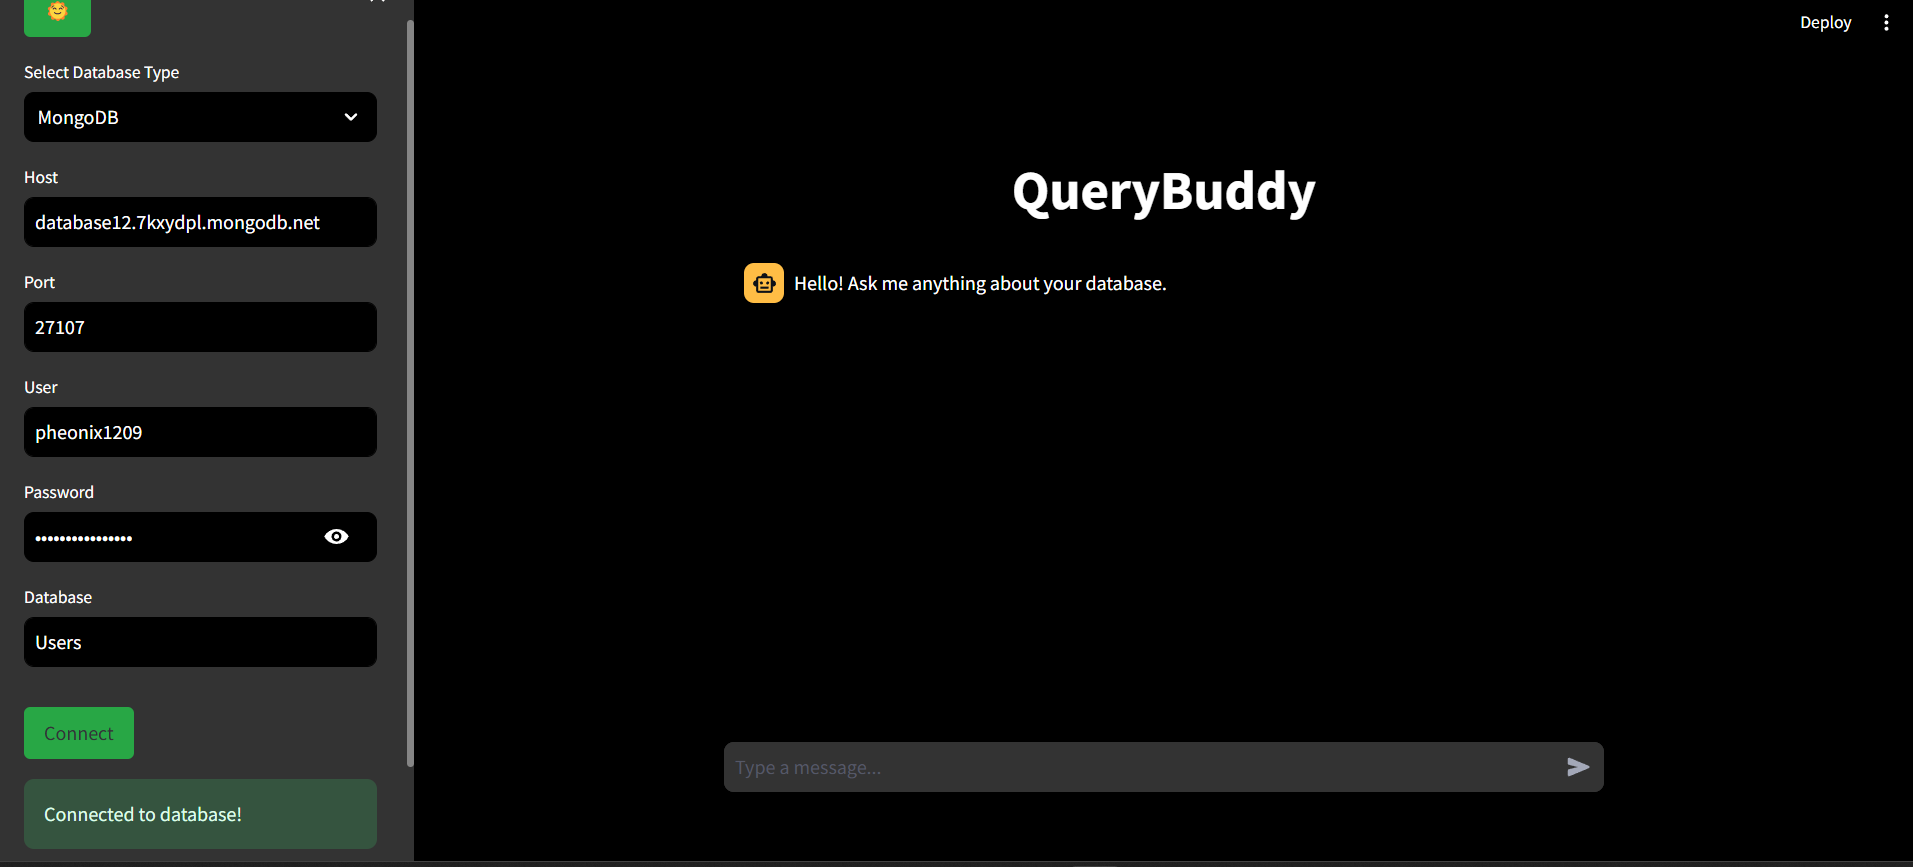 Select Database Type
MongoDB
Host
database12.7kxydpl.mongodb.net
Port
27107
User
pheonix1209
Password
••••••••••••••••
Database
Users
Connect
Connected to database!
Deploy
QueryBuddy
Hello! Ask me anything about your database.
Type a message...